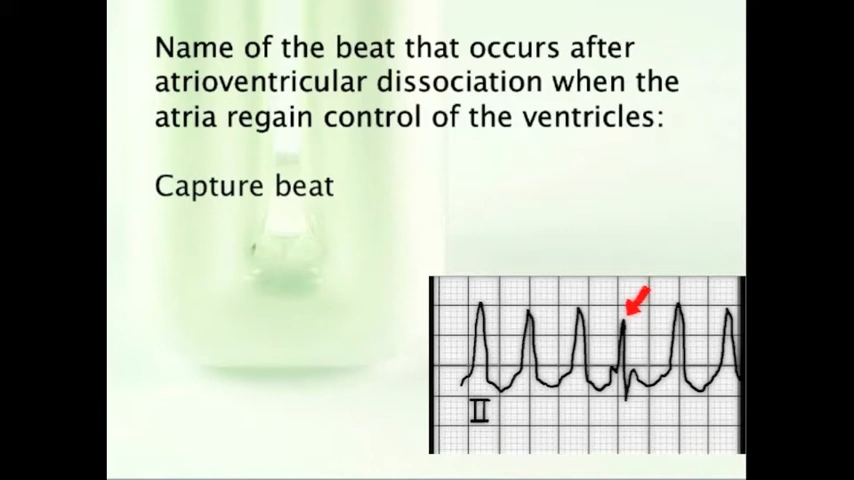 Name of the beat that occurs after
atrioventricular dissociation when the
atria regain control of the ventricles:
Capture beat
II